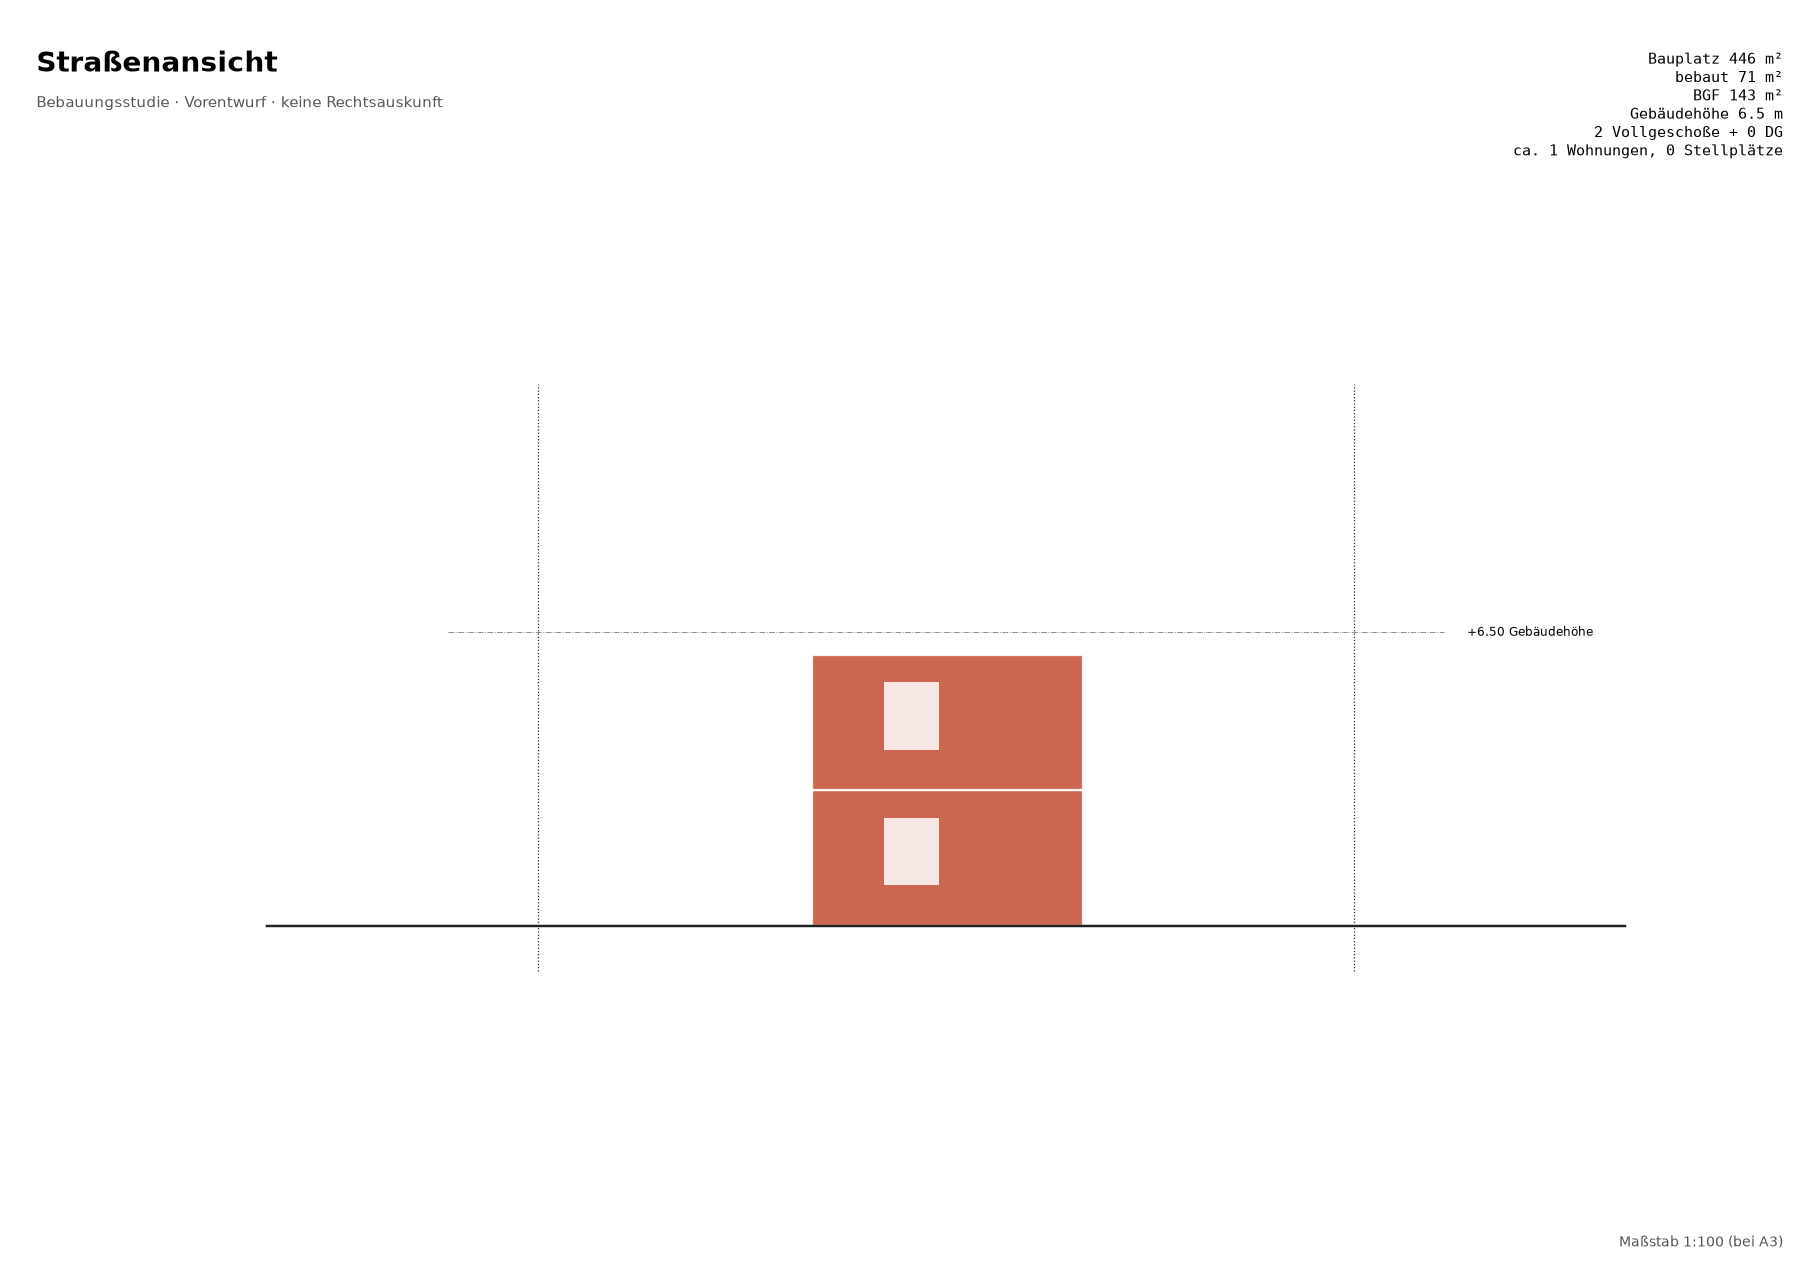 Straßenansicht
Bebauungsstudie · Vorentwurf · keine Rechtsauskunft
Bauplatz 446 m²
bebaut 71 m²
BGF 143 m²
Gebäudehöhe 6.5 m
2 Vollgeschoße + 0 DG
ca. 1 Wohnungen, 0 Stellplätze
+6.50 Gebäudehöhe
Maßstab 1:100 (bei A3)